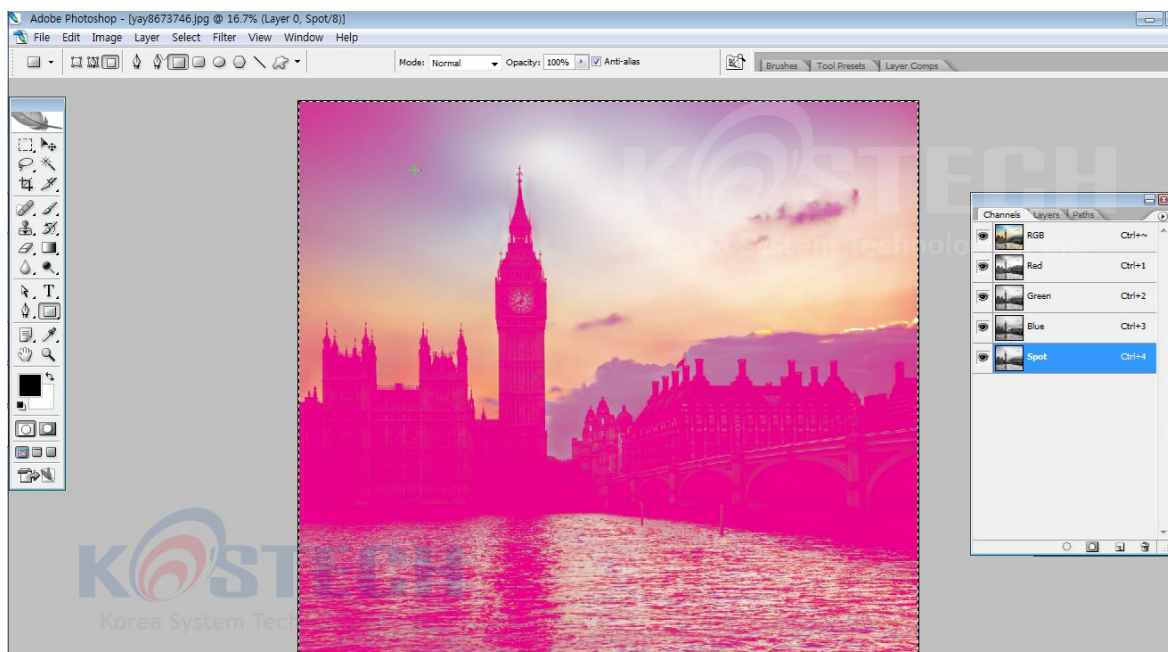 Adobe Photoshop - [yay8673746.jpg @ 16.7% (Layer 0, Spot/8)]
File Edit Image Layer Select Filter View Window Help
Mode: Normal Opacity: 100% Anti-alias
Brushes Tool Presets Layer Comps
KOSTECH
System Technology
Channels Layers Paths
RGB Ctrl+~
Red Ctrl+1
Green Ctrl+2
Blue Ctrl+3
Spot Ctrl+4
T
KOSTECH
Korea System Tech